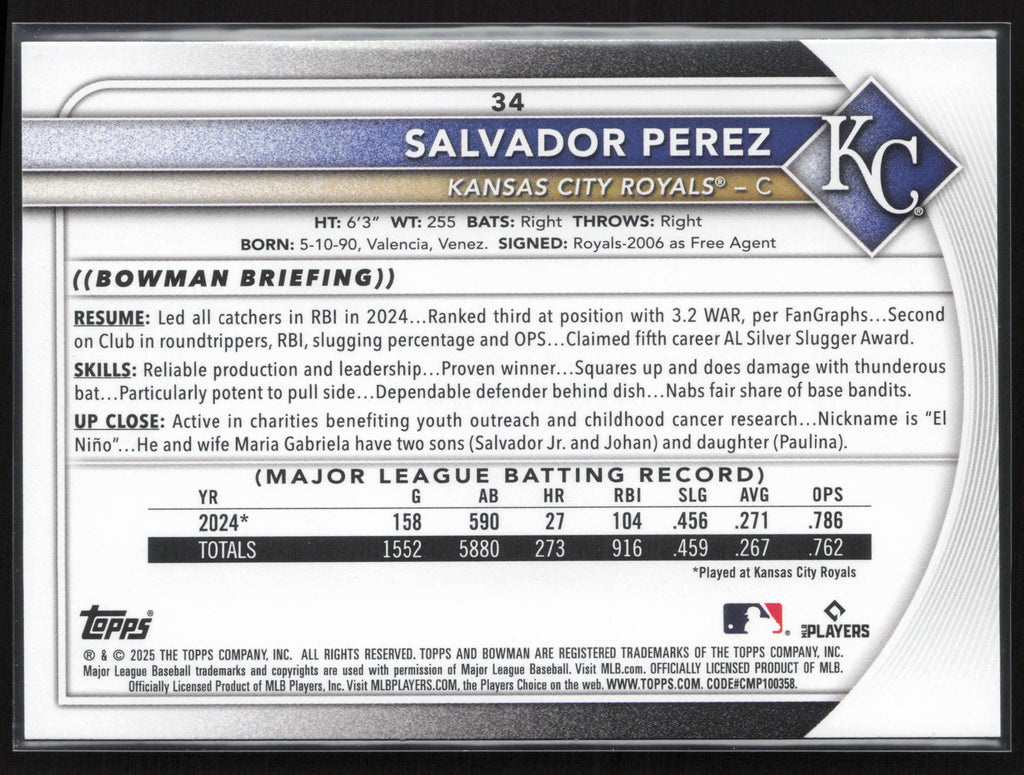 34
SALVADOR PEREZ
KANSAS CITY ROYALS® – C
KC®
HT: 6'3" WT: 255 BATS: Right THROWS: Right
BORN: 5-10-90, Valencia, Venez. SIGNED: Royals-2006 as Free Agent
((BOWMAN BRIEFING))
RESUME: Led all catchers in RBI in 2024...Ranked third at position with 3.2 WAR, per FanGraphs...Second
on Club in roundtrippers, RBI, slugging percentage and OPS...Claimed fifth career AL Silver Slugger Award.
SKILLS: Reliable production and leadership...Proven winner...Squares up and does damage with thunderous
bat...Particularly potent to pull side...Dependable defender behind dish...Nabs fair share of base bandits.
UP CLOSE: Active in charities benefiting youth outreach and childhood cancer research...Nickname is “El
Niño”...He and wife Maria Gabriela have two sons (Salvador Jr. and Johan) and daughter (Paulina).
(MAJOR LEAGUE BATTING RECORD)
YR G AB HR RBI SLG AVG OPS
2024* 158 590 27 104 .456 .271 .786
TOTALS 1552 5880 273 916 .459 .267 .762
*Played at Kansas City Royals
Topps®
MLB PLAYERS
® & © 2025 THE TOPPS COMPANY, INC. ALL RIGHTS RESERVED. TOPPS AND BOWMAN ARE REGISTERED TRADEMARKS OF THE TOPPS COMPANY, INC.
Major League Baseball trademarks and copyrights are used with permission of Major League Baseball. Visit MLB.com. OFFICIALLY LICENSED PRODUCT OF MLB.
Officially Licensed Product of MLB Players, Inc. Visit MLBPLAYERS.COM, the Players Choice on the web. WWW.TOPPS.COM. CODE#CMP100358.